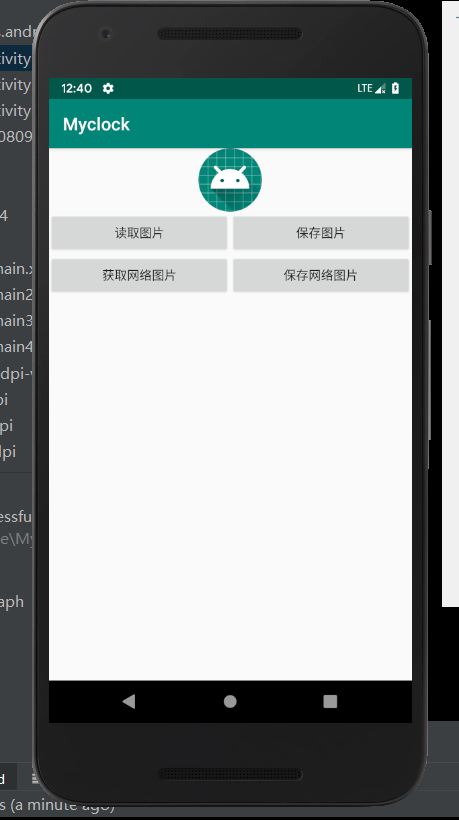 12:40
LTE
Myclock
读取图片
保存图片
获取网络图片
保存网络图片
s.andr
ivity
tivity
tivity
0809
4
nain.x
nain2
nain3
nain4
dpi-v
pi
pi
dpi
essfu
e\My
aph
d
s (a minute ago)